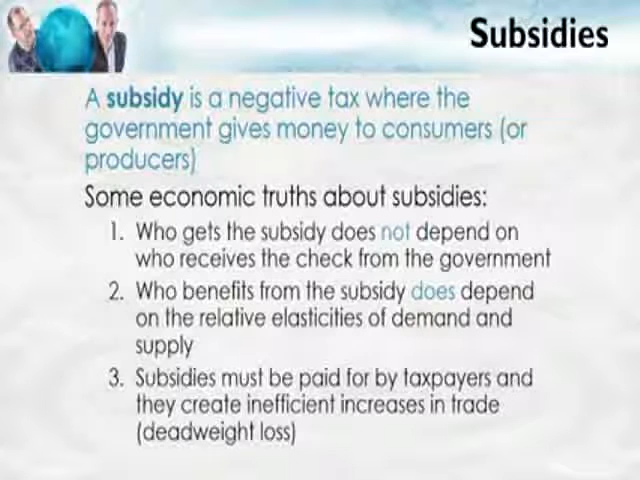 Subsidies
A subsidy is a negative tax where the
government gives money to consumers (or
producers)
Some economic truths about subsidies:
1. Who gets the subsidy does not depend on
who receives the check from the government
2. Who benefits from the subsidy does depend
on the relative elasticities of demand and
supply
3. Subsidies must be paid for by taxpayers and
they create inefficient increases in trade
(deadweight loss)